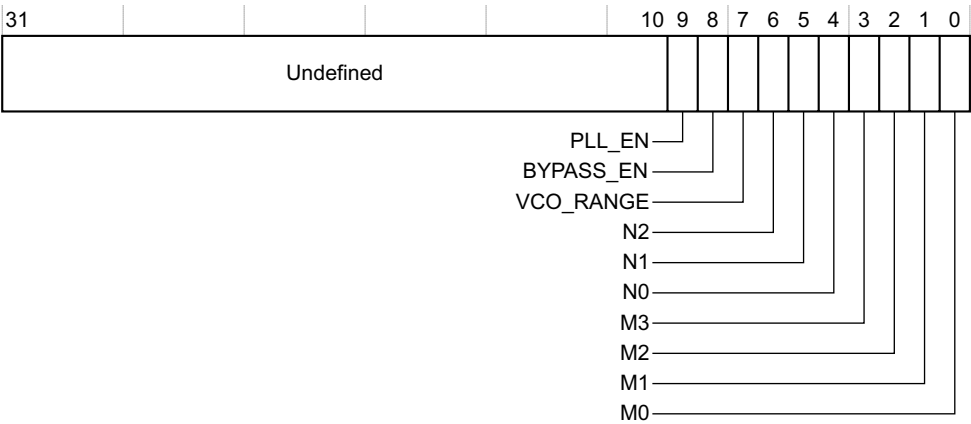 31 10 9 8 7 6 5 4 3 2 1 0
Undefined
PLL_EN
BYPASS_EN
VCO_RANGE
N2
N1
N0
M3
M2
M1
M0